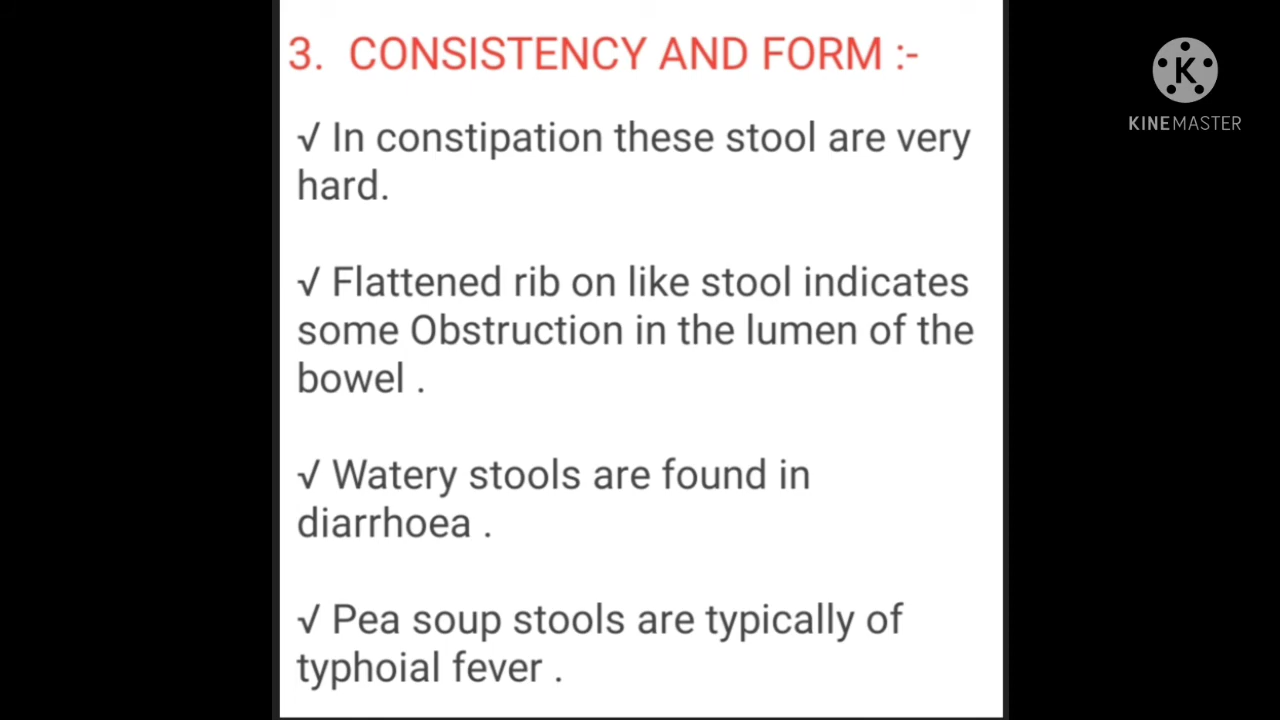 3. CONSISTENCY AND FORM :-
√ In constipation these stool are very
hard.
√ Flattened rib on like stool indicates
some Obstruction in the lumen of the
bowel .
√ Watery stools are found in
diarrhoea .
√ Pea soup stools are typically of
typhoial fever .
K
KINEMASTER